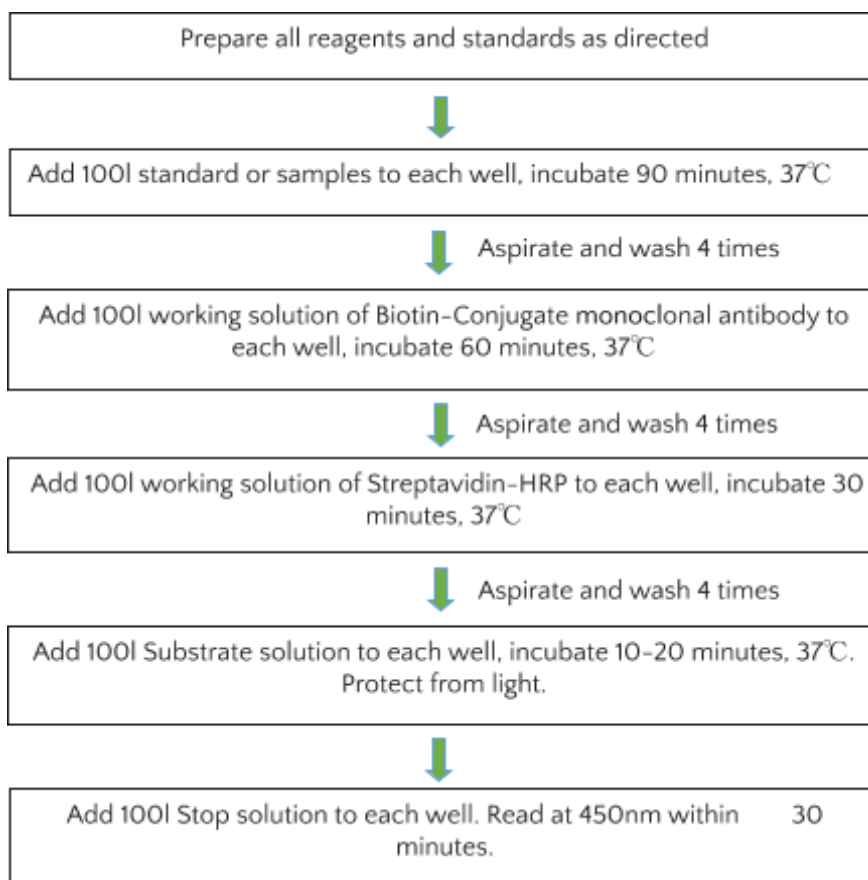 Prepare all reagents and standards as directed
Add 100l standard or samples to each well, incubate 90 minutes, 37℃
Aspirate and wash 4 times
Add 100l working solution of Biotin-Conjugate monoclonal antibody to
each well, incubate 60 minutes, 37℃
Aspirate and wash 4 times
Add 100l working solution of Streptavidin-HRP to each well, incubate 30
minutes, 37℃
Aspirate and wash 4 times
Add 100l Substrate solution to each well, incubate 10-20 minutes, 37℃.
Protect from light.
Add 100l Stop solution to each well. Read at 450nm within 30
minutes.